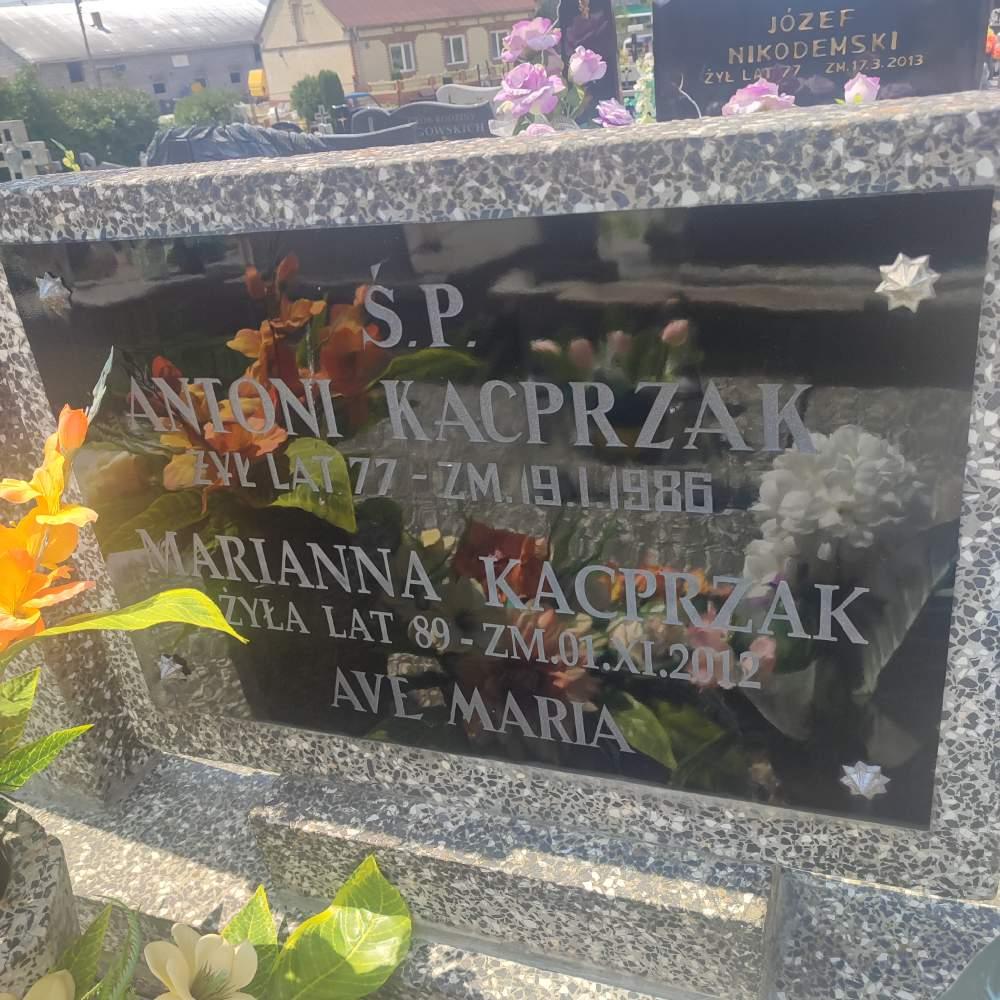 JÓZEF
NIKODEMSKI
ŻYŁ LAT 77 ZM.17.3.2013
GOWSKICH
Ś.P.
ANTONI KACPRZAK
ŻYŁ LAT 77 - ZM. 19.I.1986
MARIANNA KACPRZAK
ŻYŁA LAT 89 - ZM.01.XI.2012
AVE MARIA